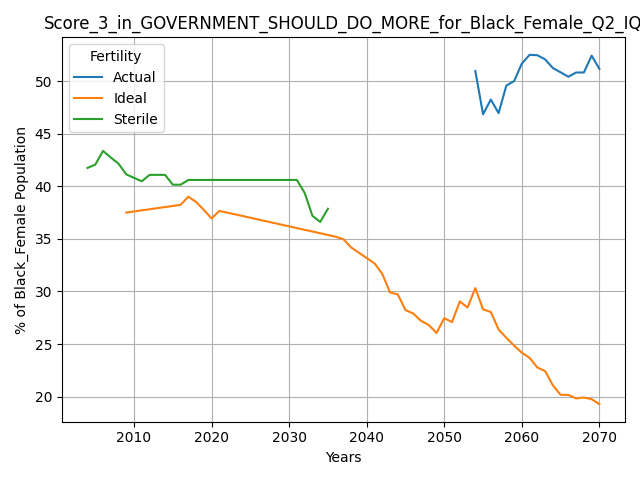 Score_3_in_GOVERNMENT_SHOULD_DO_MORE_for_Black_Female_Q2_IQ
Fertility
Actual
Ideal
Sterile
% of Black_Female Population
50
45
40
35
30
25
20
2010 2020 2030 2040 2050 2060 2070
Years